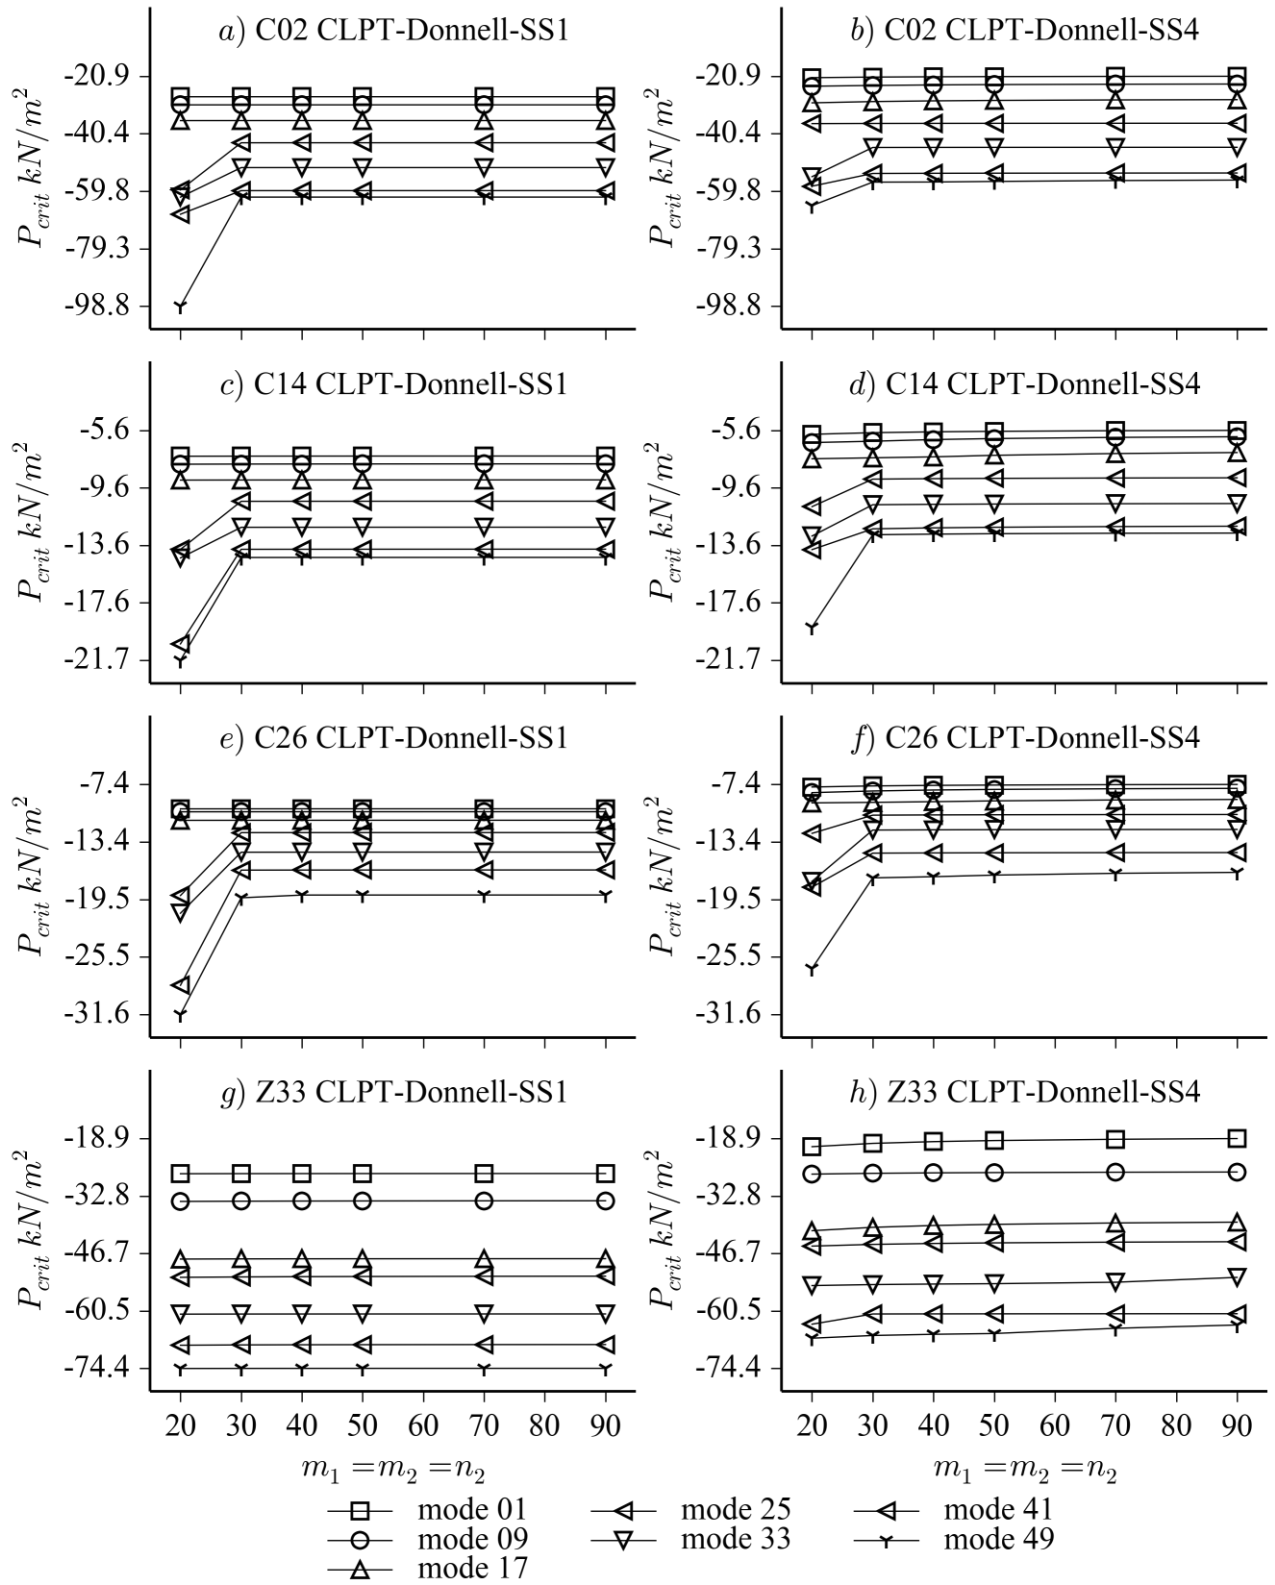 a) C02 CLPT-Donnell-SS1
P_crit kN/m^2
-20.9
-40.4
-59.8
-79.3
-98.8
b) C02 CLPT-Donnell-SS4
P_crit kN/m^2
-20.9
-40.4
-59.8
-79.3
-98.8
c) C14 CLPT-Donnell-SS1
P_crit kN/m^2
-5.6
-9.6
-13.6
-17.6
-21.7
d) C14 CLPT-Donnell-SS4
P_crit kN/m^2
-5.6
-9.6
-13.6
-17.6
-21.7
e) C26 CLPT-Donnell-SS1
P_crit kN/m^2
-7.4
-13.4
-19.5
-25.5
-31.6
f) C26 CLPT-Donnell-SS4
P_crit kN/m^2
-7.4
-13.4
-19.5
-25.5
-31.6
g) Z33 CLPT-Donnell-SS1
P_crit kN/m^2
-18.9
-32.8
-46.7
-60.5
-74.4
20 30 40 50 60 70 80 90
m_1 = m_2 = n_2
h) Z33 CLPT-Donnell-SS4
P_crit kN/m^2
-18.9
-32.8
-46.7
-60.5
-74.4
20 30 40 50 60 70 80 90
m_1 = m_2 = n_2
mode 01
mode 09
mode 17
mode 25
mode 33
mode 41
mode 49